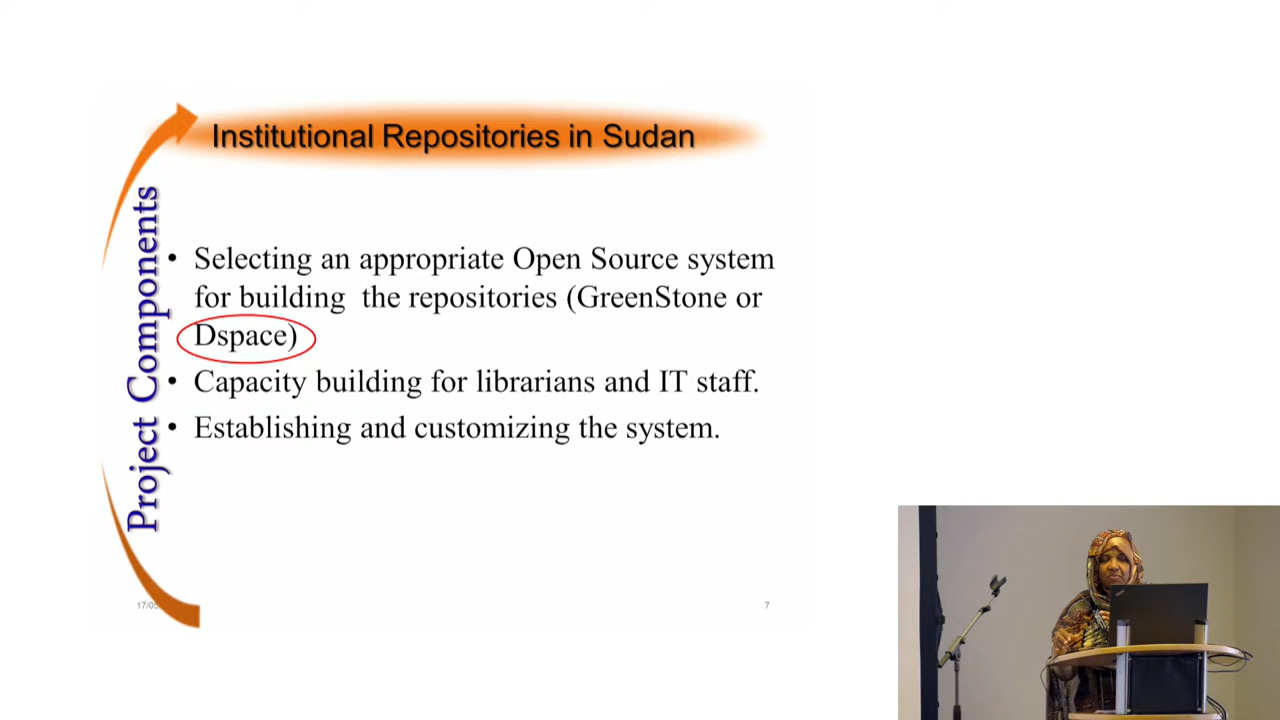 Institutional Repositories in Sudan
Project Components
• Selecting an appropriate Open Source system
for building the repositories (GreenStone or
Dspace)
• Capacity building for librarians and IT staff.
• Establishing and customizing the system.
7